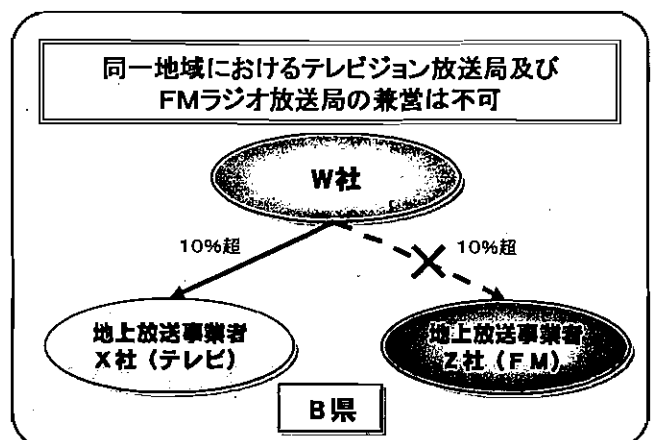 同一地域におけるテレビジョン放送局及び
FMラジオ放送局の兼営は不可
W社
10%超
10%超
地上放送事業者
X社(テレビ)
地上放送事業者
Z社(FM)
B県